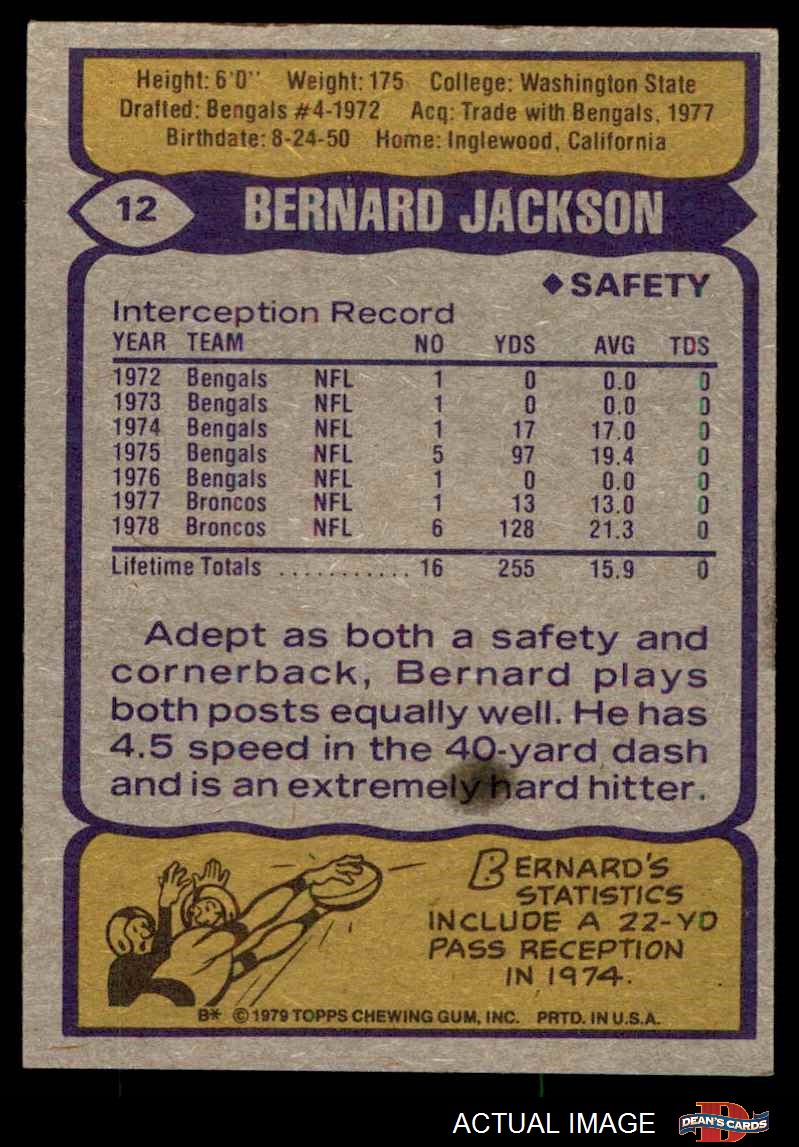 Height: 6'0'' Weight: 175 College: Washington State
Drafted: Bengals #4-1972 Acq: Trade with Bengals, 1977
Birthdate: 8-24-50 Home: Inglewood, California
12 BERNARD JACKSON
◆SAFETY
Interception Record
YEAR TEAM NO YDS AVG TDS
1972 Bengals NFL 1 0 0.0 0
1973 Bengals NFL 1 0 0.0 0
1974 Bengals NFL 1 17 17.0 0
1975 Bengals NFL 5 97 19.4 0
1976 Bengals NFL 1 0 0.0 0
1977 Broncos NFL 1 13 13.0 0
1978 Broncos NFL 6 128 21.3 0
Lifetime Totals ........... 16 255 15.9 0
Adept as both a safety and
cornerback, Bernard plays
both posts equally well. He has
4.5 speed in the 40-yard dash
and is an extremely hard hitter.
BERNARD'S
STATISTICS
INCLUDE A 22-YD
PASS RECEPTION
IN 1974.
B* © 1979 TOPPS CHEWING GUM, INC. PRTD. IN U.S.A.
ACTUAL IMAGE
D
DEAN'S CARDS